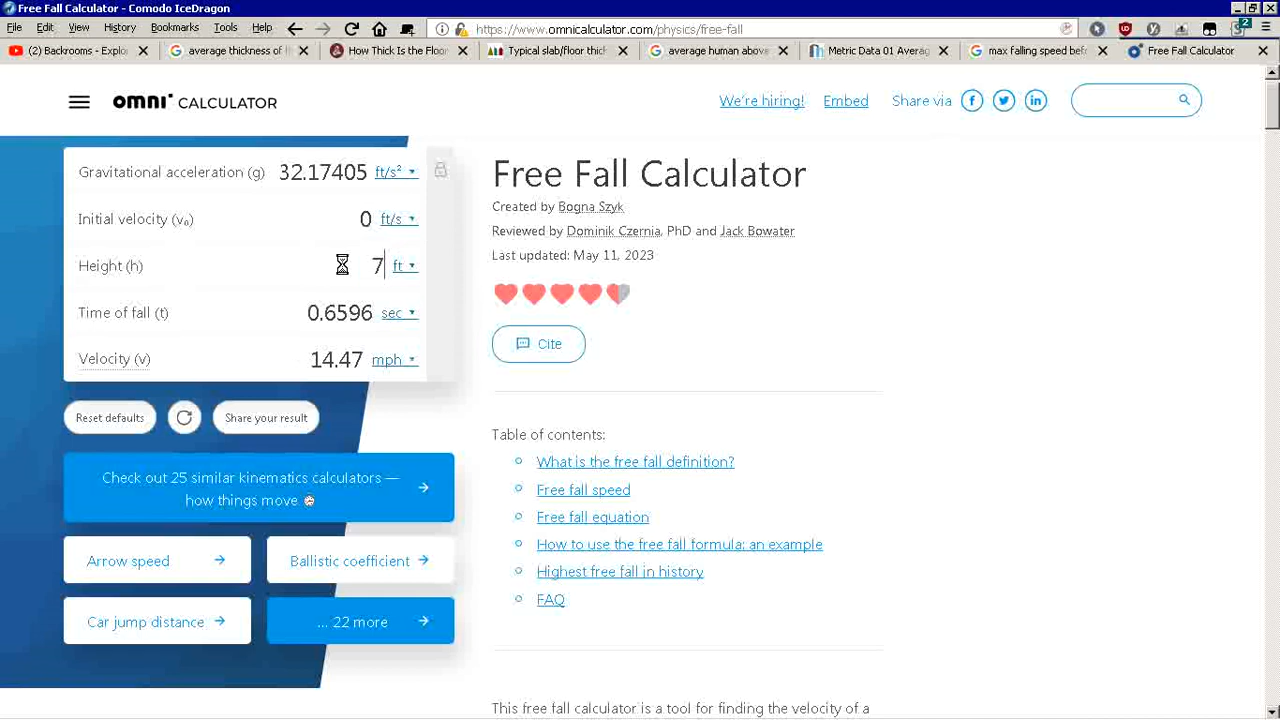 Free Fall Calculator - Comodo IceDragon
File Edit View History Bookmarks Tools Help
https://www.omnicalculator.com/physics/free-fall
2
(2) Backrooms - Explo
average thickness of t
How Thick Is the Floor
Typical slab/floor thick
average human above
Metric Data 01 Averag
max falling speed befo
Free Fall Calculator
omni CALCULATOR
We're hiring! Embed Share via
Gravitational acceleration (g) 32.17405 ft/s²
Initial velocity (v₀) 0 ft/s
Height (h) 7 ft
Time of fall (t) 0.6596 sec
Velocity (v) 14.47 mph
Reset defaults
Share your result
Check out 25 similar kinematics calculators —
how things move
Arrow speed
Ballistic coefficient
Car jump distance
... 22 more
Free Fall Calculator
Created by Bogna Szyk
Reviewed by Dominik Czernia, PhD and Jack Bowater
Last updated: May 11, 2023
Cite
Table of contents:
What is the free fall definition?
Free fall speed
Free fall equation
How to use the free fall formula: an example
Highest free fall in history
FAQ
This free fall calculator is a tool for finding the velocity of a